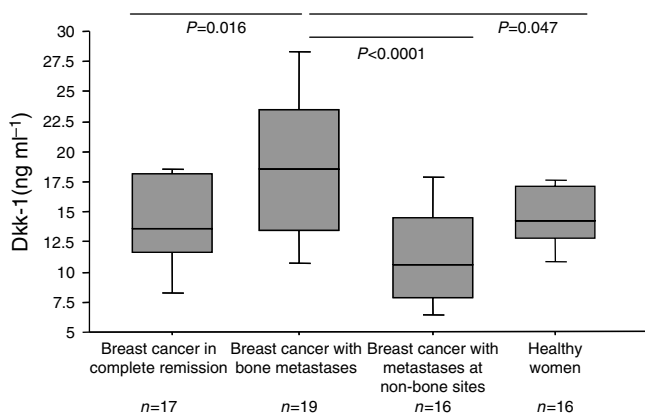 P=0.016
P=0.047
P<0.0001
Dkk-1(ng ml⁻¹)
30
27.5
25
22.5
20
17.5
15
12.5
10
7.5
5
Breast cancer in
complete remission
n=17
Breast cancer with
bone metastases
n=19
Breast cancer with
metastases at
non-bone sites
n=16
Healthy
women
n=16